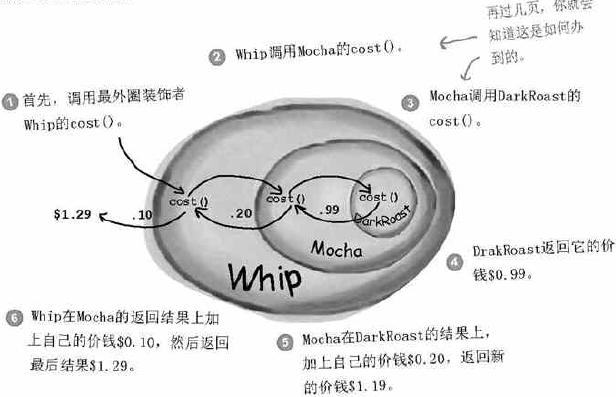 再过几页，你就会
知道这是如何办
到的。
② Whip调用Mocha的cost()。
① 首先，调用最外圈装饰者
Whip的cost()。
③ Mocha调用DarkRoast的
cost()。
cost() cost() cost()
$1.29 .10 .20 .99 DarkRoast
Mocha
Whip
④ DrakRoast返回它的价
钱$0.99。
⑥ Whip在Mocha的返回结果上加
上自己的价钱$0.10，然后返回
最后结果$1.29。
⑤ Mocha在DarkRoast的结果上，
加上自己的价钱$0.20，返回新
的价钱$1.19。